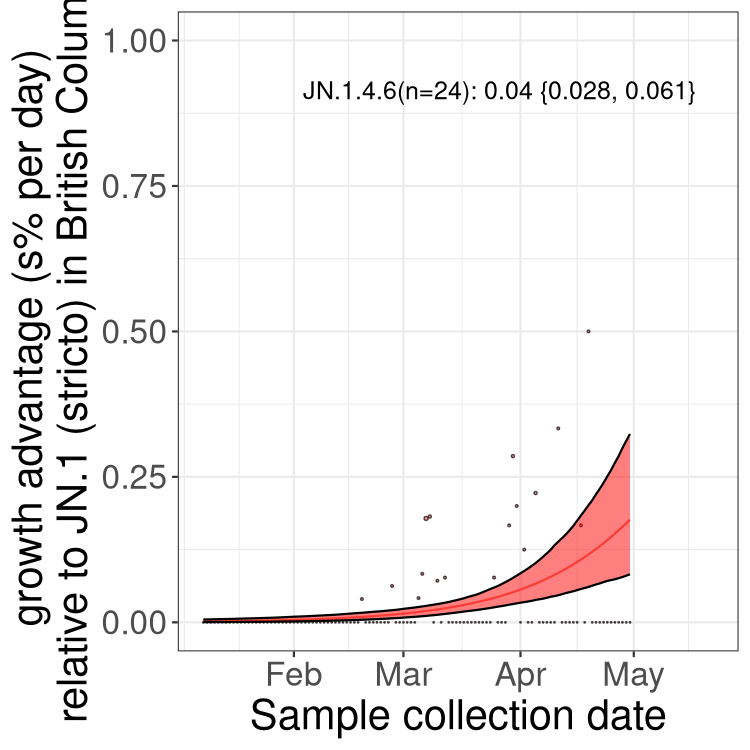 growth advantage (s% per day)
relative to JN.1 (stricto) in British Colum
1.00
0.75
0.50
0.25
0.00
JN.1.4.6(n=24): 0.04 {0.028, 0.061}
Feb Mar Apr May
Sample collection date